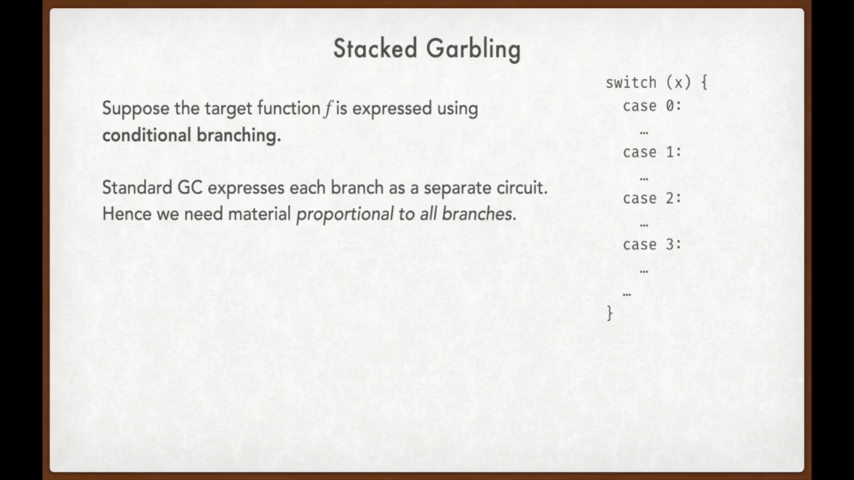 Stacked Garbling
Suppose the target function f is expressed using
conditional branching.
Standard GC expresses each branch as a separate circuit.
Hence we need material proportional to all branches.
switch (x) {
case 0:
…
case 1:
…
case 2:
…
case 3:
…
…
}